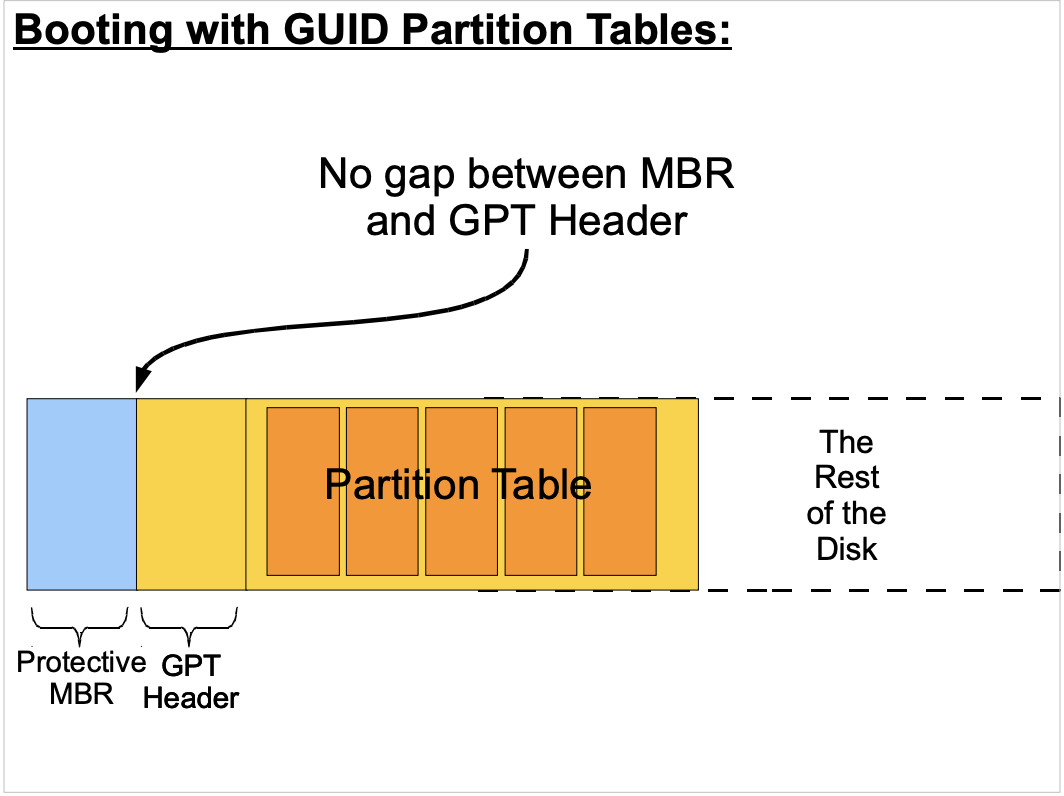 Booting with GUID Partition Tables:
No gap between MBR
and GPT Header
Partition Table
The
Rest
of the
Disk
Protective
MBR
GPT
Header